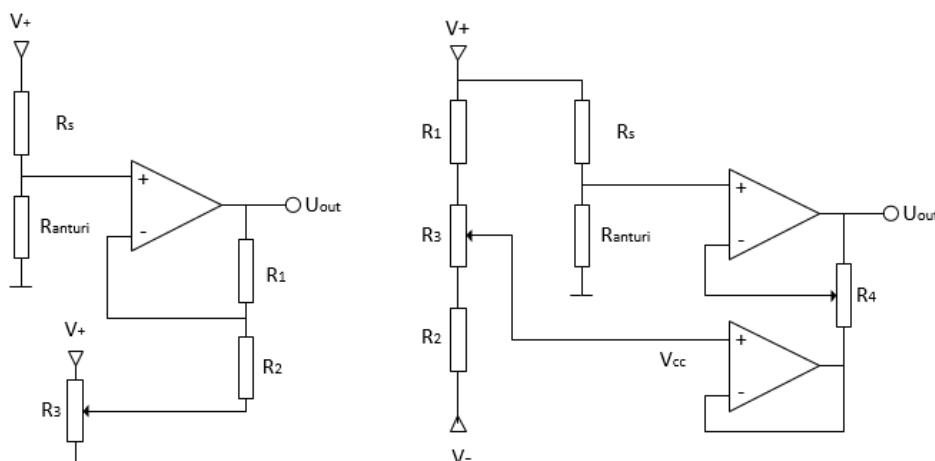 V+
Rs
Ranturi
+
-
Uout
R1
R2
V+
R3
V+
R1
Rs
R3
Ranturi
R2
+
-
Uout
R4
+
-
Vcc
V-